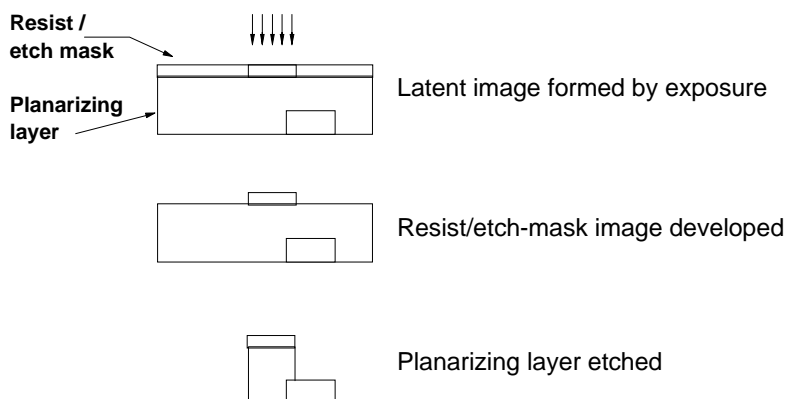 Resist /
etch mask
Latent image formed by exposure
Planarizing
layer
Resist/etch-mask image developed
Planarizing layer etched